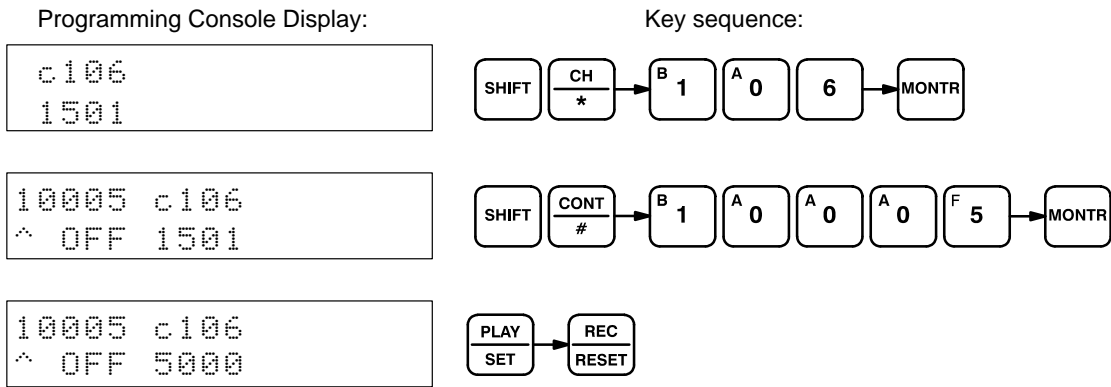 Programming Console Display: Key sequence:
c106
1501
SHIFT CH * B 1 A 0 6 MONTR
10005 c106
^ OFF 1501
SHIFT CONT # B 1 A 0 A 0 A 0 F 5 MONTR
10005 c106
^ OFF 5000
PLAY SET REC RESET